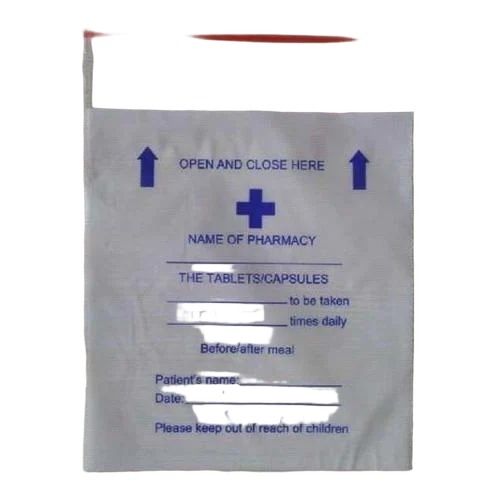 OPEN AND CLOSE HERE
NAME OF PHARMACY
THE TABLETS/CAPSULES
to be taken
times daily
Before/after meal
Patient's name:
Date:
Please keep out of reach of children